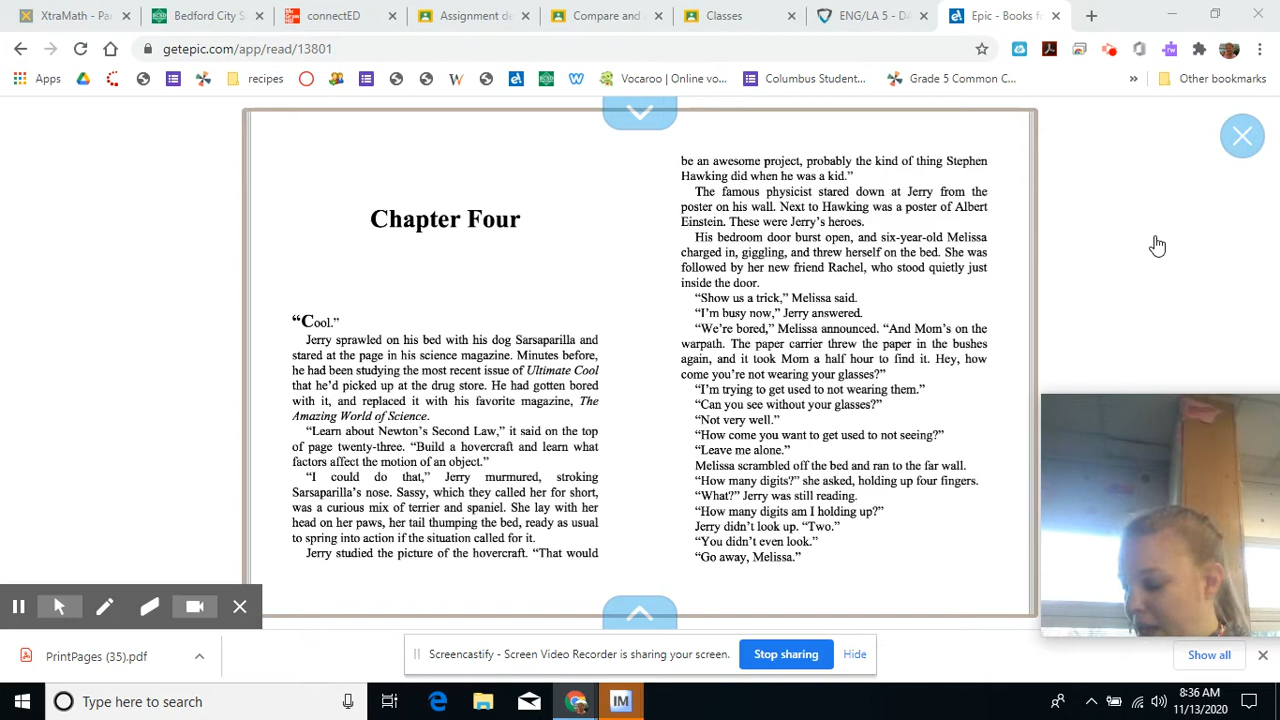 XtraMath - Pa
Bedford City S
connectED
Assignment de
Compare and
Classes
ENG/LA 5 - DA
Epic - Books fo
getepic.com/app/read/13801
Apps
recipes
Vocaroo | Online vo...
Columbus Student...
Grade 5 Common C...
Other bookmarks
Chapter Four
“Cool.”
Jerry sprawled on his bed with his dog Sarsaparilla and
stared at the page in his science magazine. Minutes before,
he had been studying the most recent issue of Ultimate Cool
that he’d picked up at the drug store. He had gotten bored
with it, and replaced it with his favorite magazine, The
Amazing World of Science.
“Learn about Newton’s Second Law,” it said on the top
of page twenty-three. “Build a hovercraft and learn what
factors affect the motion of an object.”
“I could do that,” Jerry murmured, stroking
Sarsaparilla’s nose. Sassy, which they called her for short,
was a curious mix of terrier and spaniel. She lay with her
head on her paws, her tail thumping the bed, ready as usual
to spring into action if the situation called for it.
Jerry studied the picture of the hovercraft. “That would
be an awesome project, probably the kind of thing Stephen
Hawking did when he was a kid.”
The famous physicist stared down at Jerry from the
poster on his wall. Next to Hawking was a poster of Albert
Einstein. These were Jerry’s heroes.
His bedroom door burst open, and six-year-old Melissa
charged in, giggling, and threw herself on the bed. She was
followed by her new friend Rachel, who stood quietly just
inside the door.
“Show us a trick,” Melissa said.
“I’m busy now,” Jerry answered.
“We’re bored,” Melissa announced. “And Mom’s on the
warpath. The paper carrier threw the paper in the bushes
again, and it took Mom a half hour to find it. Hey, how
come you’re not wearing your glasses?”
“I’m trying to get used to not wearing them.”
“Can you see without your glasses?”
“Not very well.”
“How come you want to get used to not seeing?”
“Leave me alone.”
Melissa scrambled off the bed and ran to the far wall.
“How many digits?” she asked, holding up four fingers.
“What?” Jerry was still reading.
“How many digits am I holding up?”
Jerry didn’t look up. “Two.”
“You didn’t even look.”
“Go away, Melissa.”
PrintPages (35).pdf
Screencastify - Screen Video Recorder is sharing your screen.
Stop sharing
Hide
Show all
Type here to search
IM
8:36 AM
11/13/2020